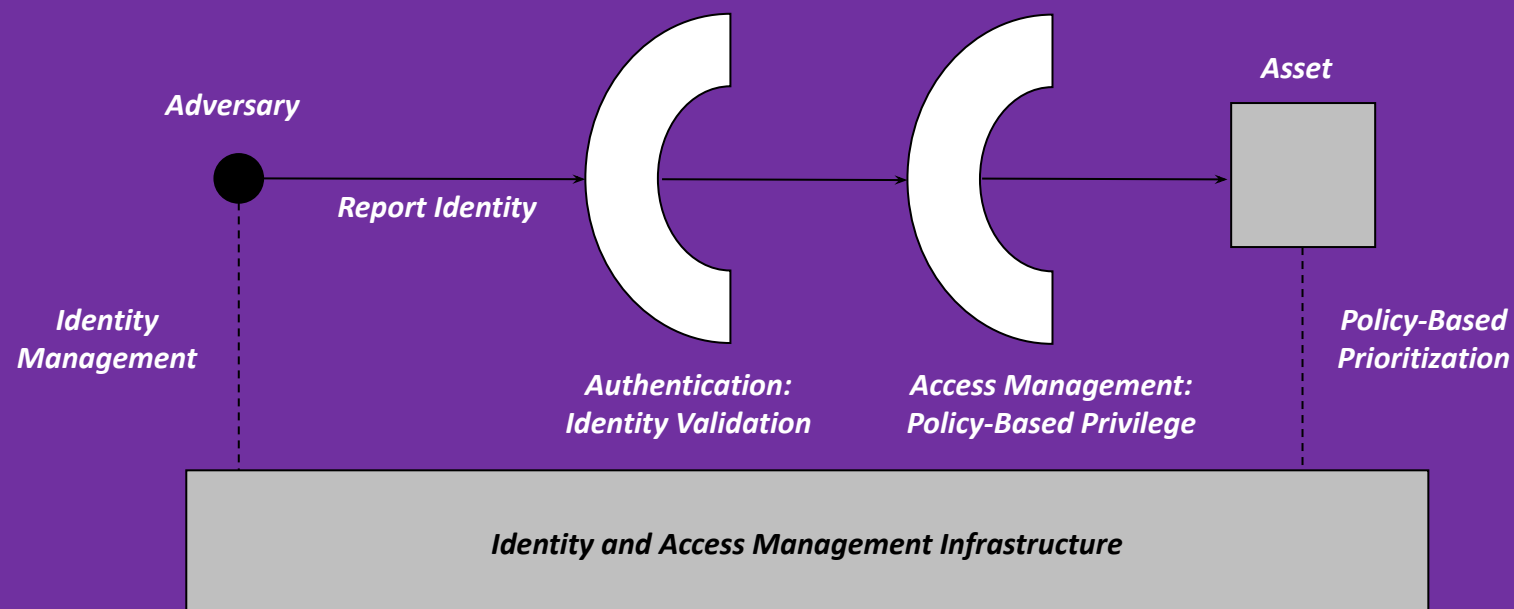 Asset
Adversary
Report Identity
Identity
Management
Policy-Based
Prioritization
Authentication:
Identity Validation
Access Management:
Policy-Based Privilege
Identity and Access Management Infrastructure